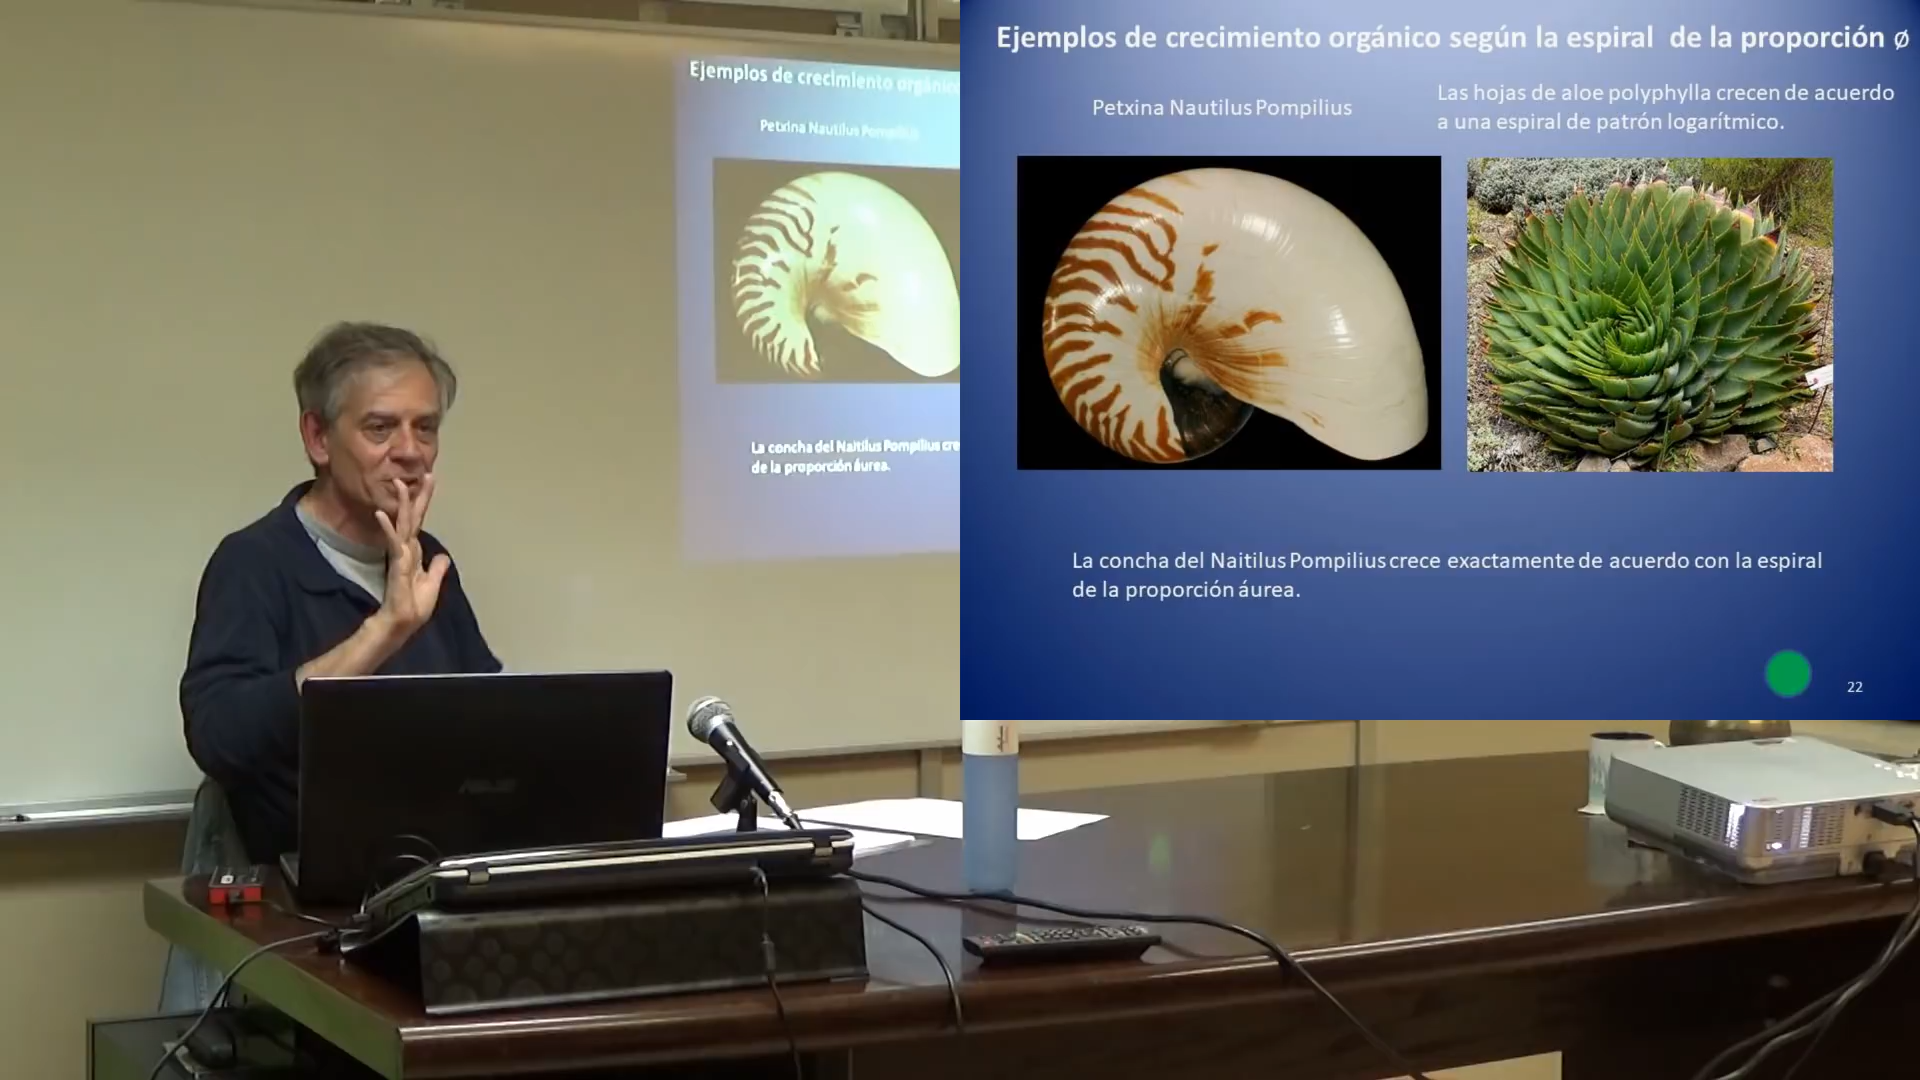 Ejemplos de crecimiento orgánico
Petxina Nautilus Pompilius
La concha del Naitilus Pompilius cre
de la proporción áurea.
ASUS
Ejemplos de crecimiento orgánico según la espiral de la proporción ø
Petxina Nautilus Pompilius
Las hojas de aloe polyphylla crecen de acuerdo
a una espiral de patrón logarítmico.
La concha del Naitilus Pompilius crece exactamente de acuerdo con la espiral
de la proporción áurea.
22